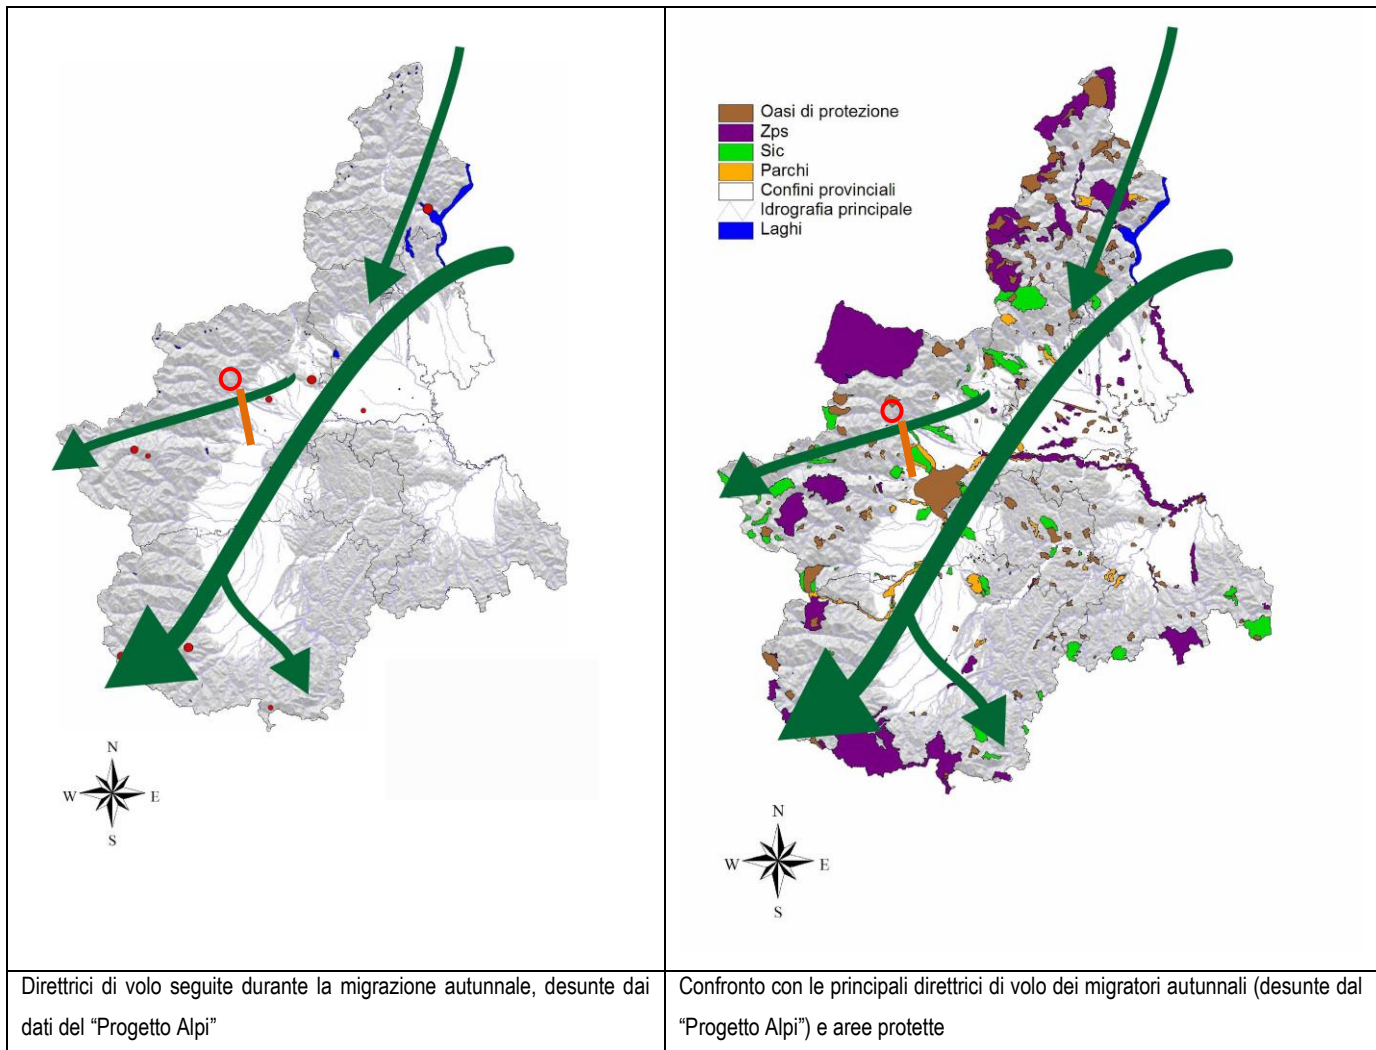 Oasi di protezione
Zps
Sic
Parchi
Confini provinciali
Idrografia principale
Laghi
N
W E
S
N
W E
S
Direttrici di volo seguite durante la migrazione autunnale, desunte dai
dati del “Progetto Alpi”
Confronto con le principali direttrici di volo dei migratori autunnali (desunte dal
“Progetto Alpi”) e aree protette